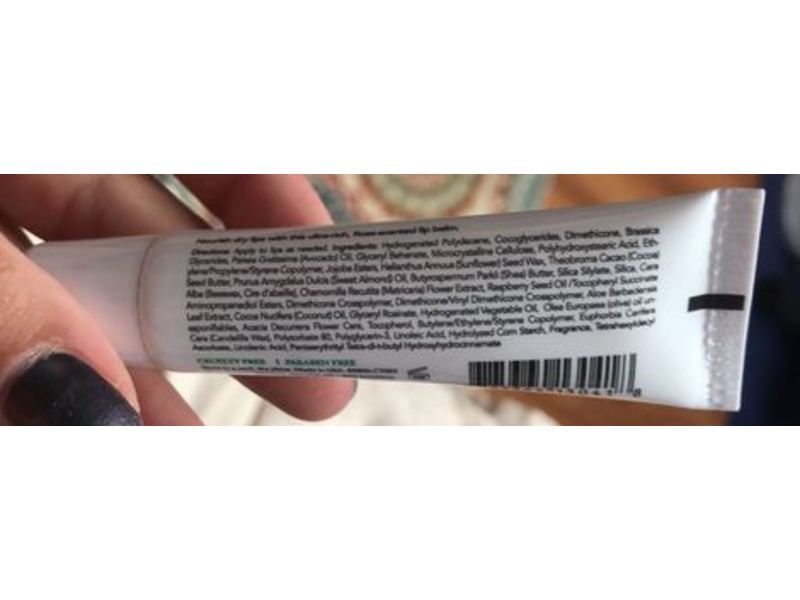 Nourish dry lips with this ultra-rich, Rose-scented lip balm.
Directions: Apply to lips as needed. Ingredients: Hydrogenated Polydecene, Cocoglycerides, Dimethicone, Brassica
Glycerides, Persea Gratissima (Avocado) Oil, Glyceryl Behenate, Microcrystalline Cellulose, Polyhydroxystearic Acid, Eth-
ylene/Propylene/Styrene Copolymer, Jojoba Esters, Helianthus Annuus (Sunflower) Seed Wax, Theobroma Cacao (Cocoa)
Seed Butter, Prunus Amygdalus Dulcis (Sweet Almond) Oil, Butyrospermum Parkii (Shea) Butter, Silica Silylate, Silica, Cera
Alba (Beeswax, Cire d'abeille), Chamomilla Recutita (Matricaria) Flower Extract, Raspberry Seed Oil /Tocopheryl Succinate
Aminopropanediol Esters, Dimethicone Crosspolymer, Dimethicone/Vinyl Dimethicone Crosspolymer, Aloe Barbadensis
Leaf Extract, Cocos Nucifera (Coconut) Oil, Glyceryl Rosinate, Hydrogenated Vegetable Oil, Olea Europaea (olive) oil un-
saponifiables, Acacia Decurrens Flower Cera, Tocopherol, Butylene/Ethylene/Styrene Copolymer, Euphorbia Cerifera
Cera (Candelilla Wax), Polysorbate 80, Polyglycerin-3, Linoleic Acid, Hydrolyzed Corn Starch, Fragrance, Tetrahexyldecyl
Ascorbate, Linolenic Acid, Pentaerythrityl Tetra-di-t-butyl Hydroxyhydrocinnamate
CRUELTY FREE | PARABEN FREE
8